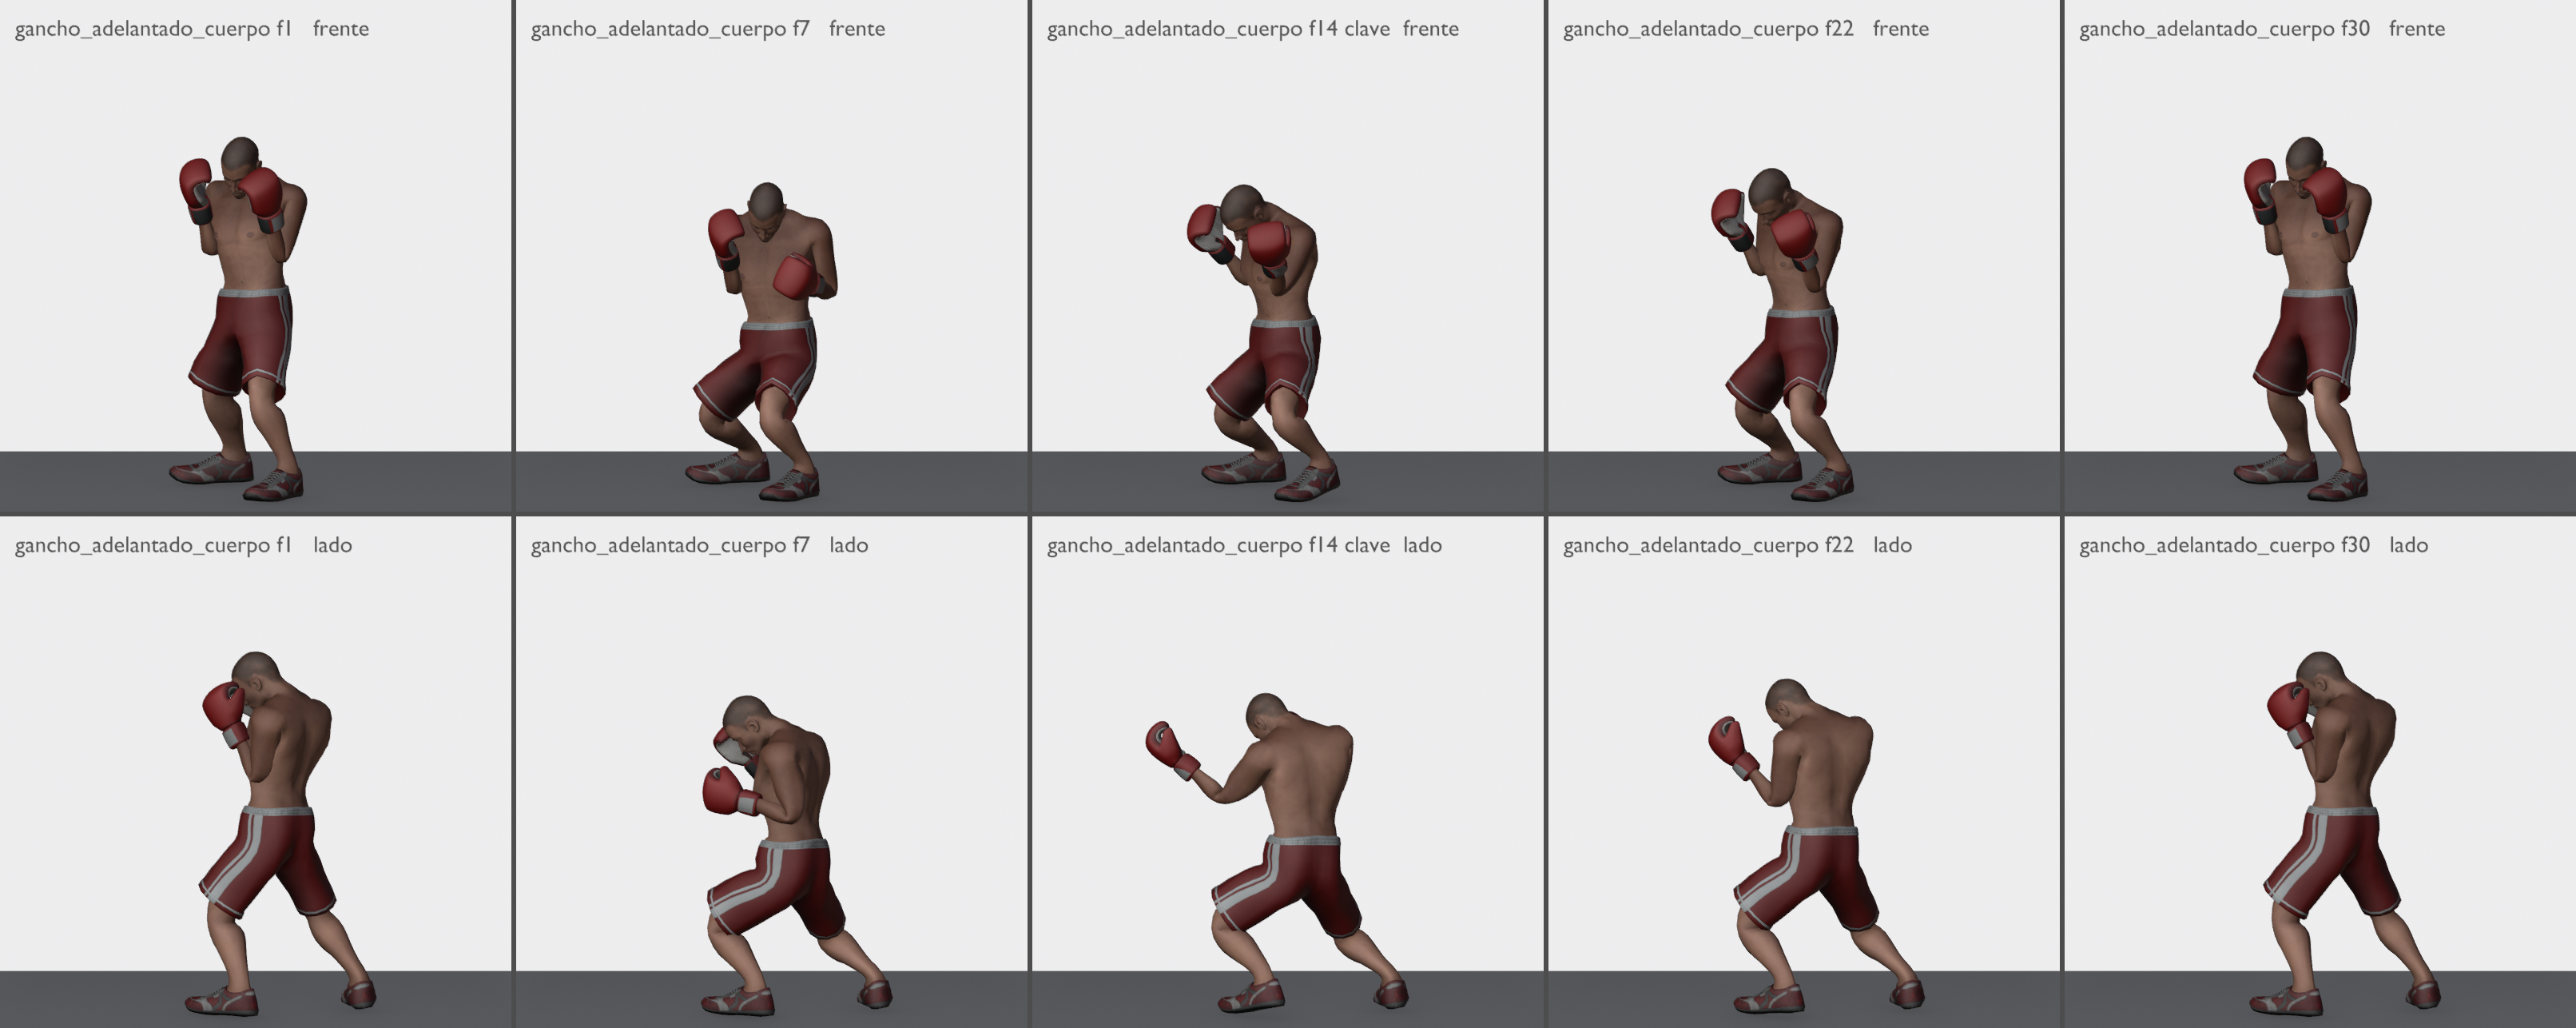 gancho_adelantado_cuerpo f1 frente
gancho_adelantado_cuerpo f7 frente
gancho_adelantado_cuerpo f14 clave frente
gancho_adelantado_cuerpo f22 frente
gancho_adelantado_cuerpo f30 frente
gancho_adelantado_cuerpo f1 lado
gancho_adelantado_cuerpo f7 lado
gancho_adelantado_cuerpo f14 clave lado
gancho_adelantado_cuerpo f22 lado
gancho_adelantado_cuerpo f30 lado